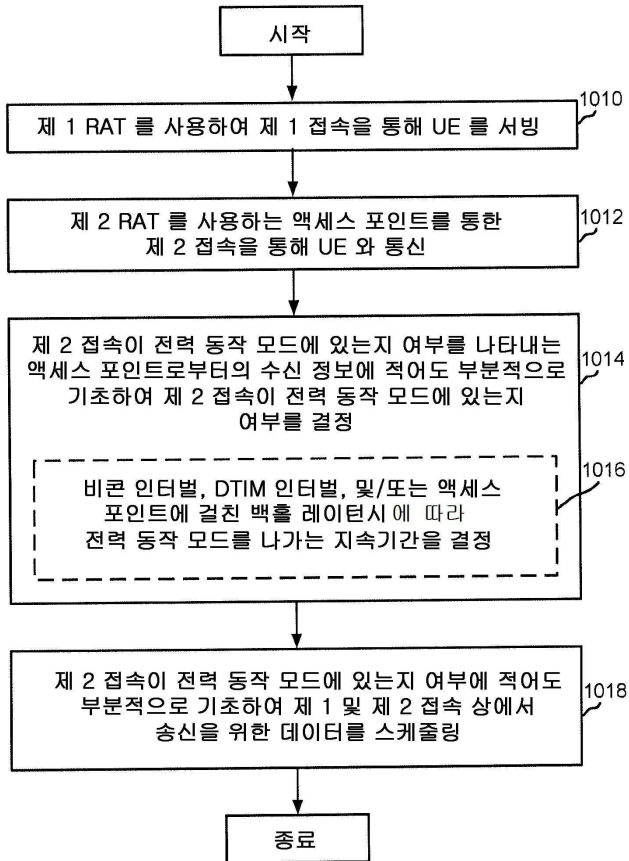 시작
제 1 RAT 를 사용하여 제 1 접속을 통해 UE 를 서빙
1010
제 2 RAT 를 사용하는 액세스 포인트를 통한
제 2 접속을 통해 UE 와 통신
1012
제 2 접속이 전력 동작 모드에 있는지 여부를 나타내는
액세스 포인트로부터의 수신 정보에 적어도 부분적으로
기초하여 제 2 접속이 전력 동작 모드에 있는지
여부를 결정
1014
비콘 인터벌, DTIM 인터벌, 및/또는 액세스
포인트에 걸친 백홀 레이턴시에 따라
전력 동작 모드를 나가는 지속기간을 결정
1016
제 2 접속이 전력 동작 모드에 있는지 여부에 적어도
부분적으로 기초하여 제 1 및 제 2 접속 상에서
송신을 위한 데이터를 스케줄링
1018
종료